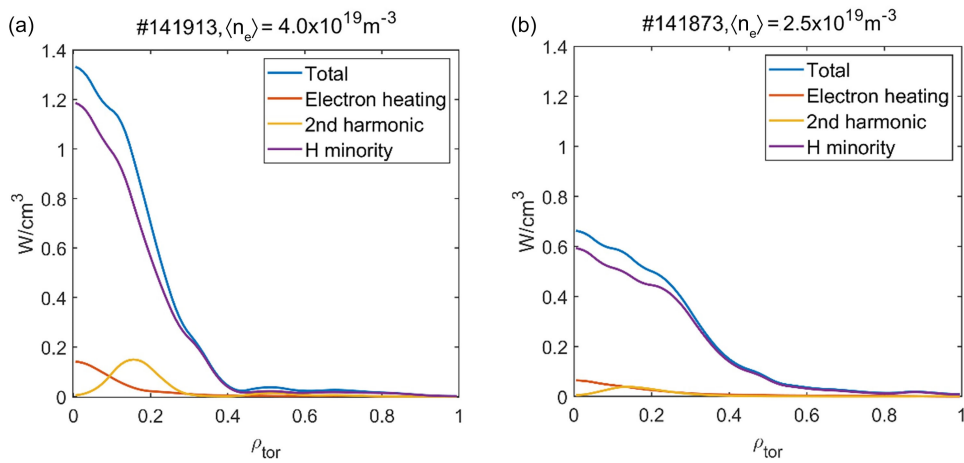 (a)
#141913,⟨nₑ⟩= 4.0x10¹⁹m⁻³
1.4
1.2
1
0.8
0.6
0.4
0.2
0
W/cm³
Total
Electron heating
2nd harmonic
H minority
0 0.2 0.4 0.6 0.8 1
ρ_tor
(b)
#141873,⟨nₑ⟩= 2.5x10¹⁹m⁻³
1.4
1.2
1
0.8
0.6
0.4
0.2
0
W/cm³
Total
Electron heating
2nd harmonic
H minority
0 0.2 0.4 0.6 0.8 1
ρ_tor